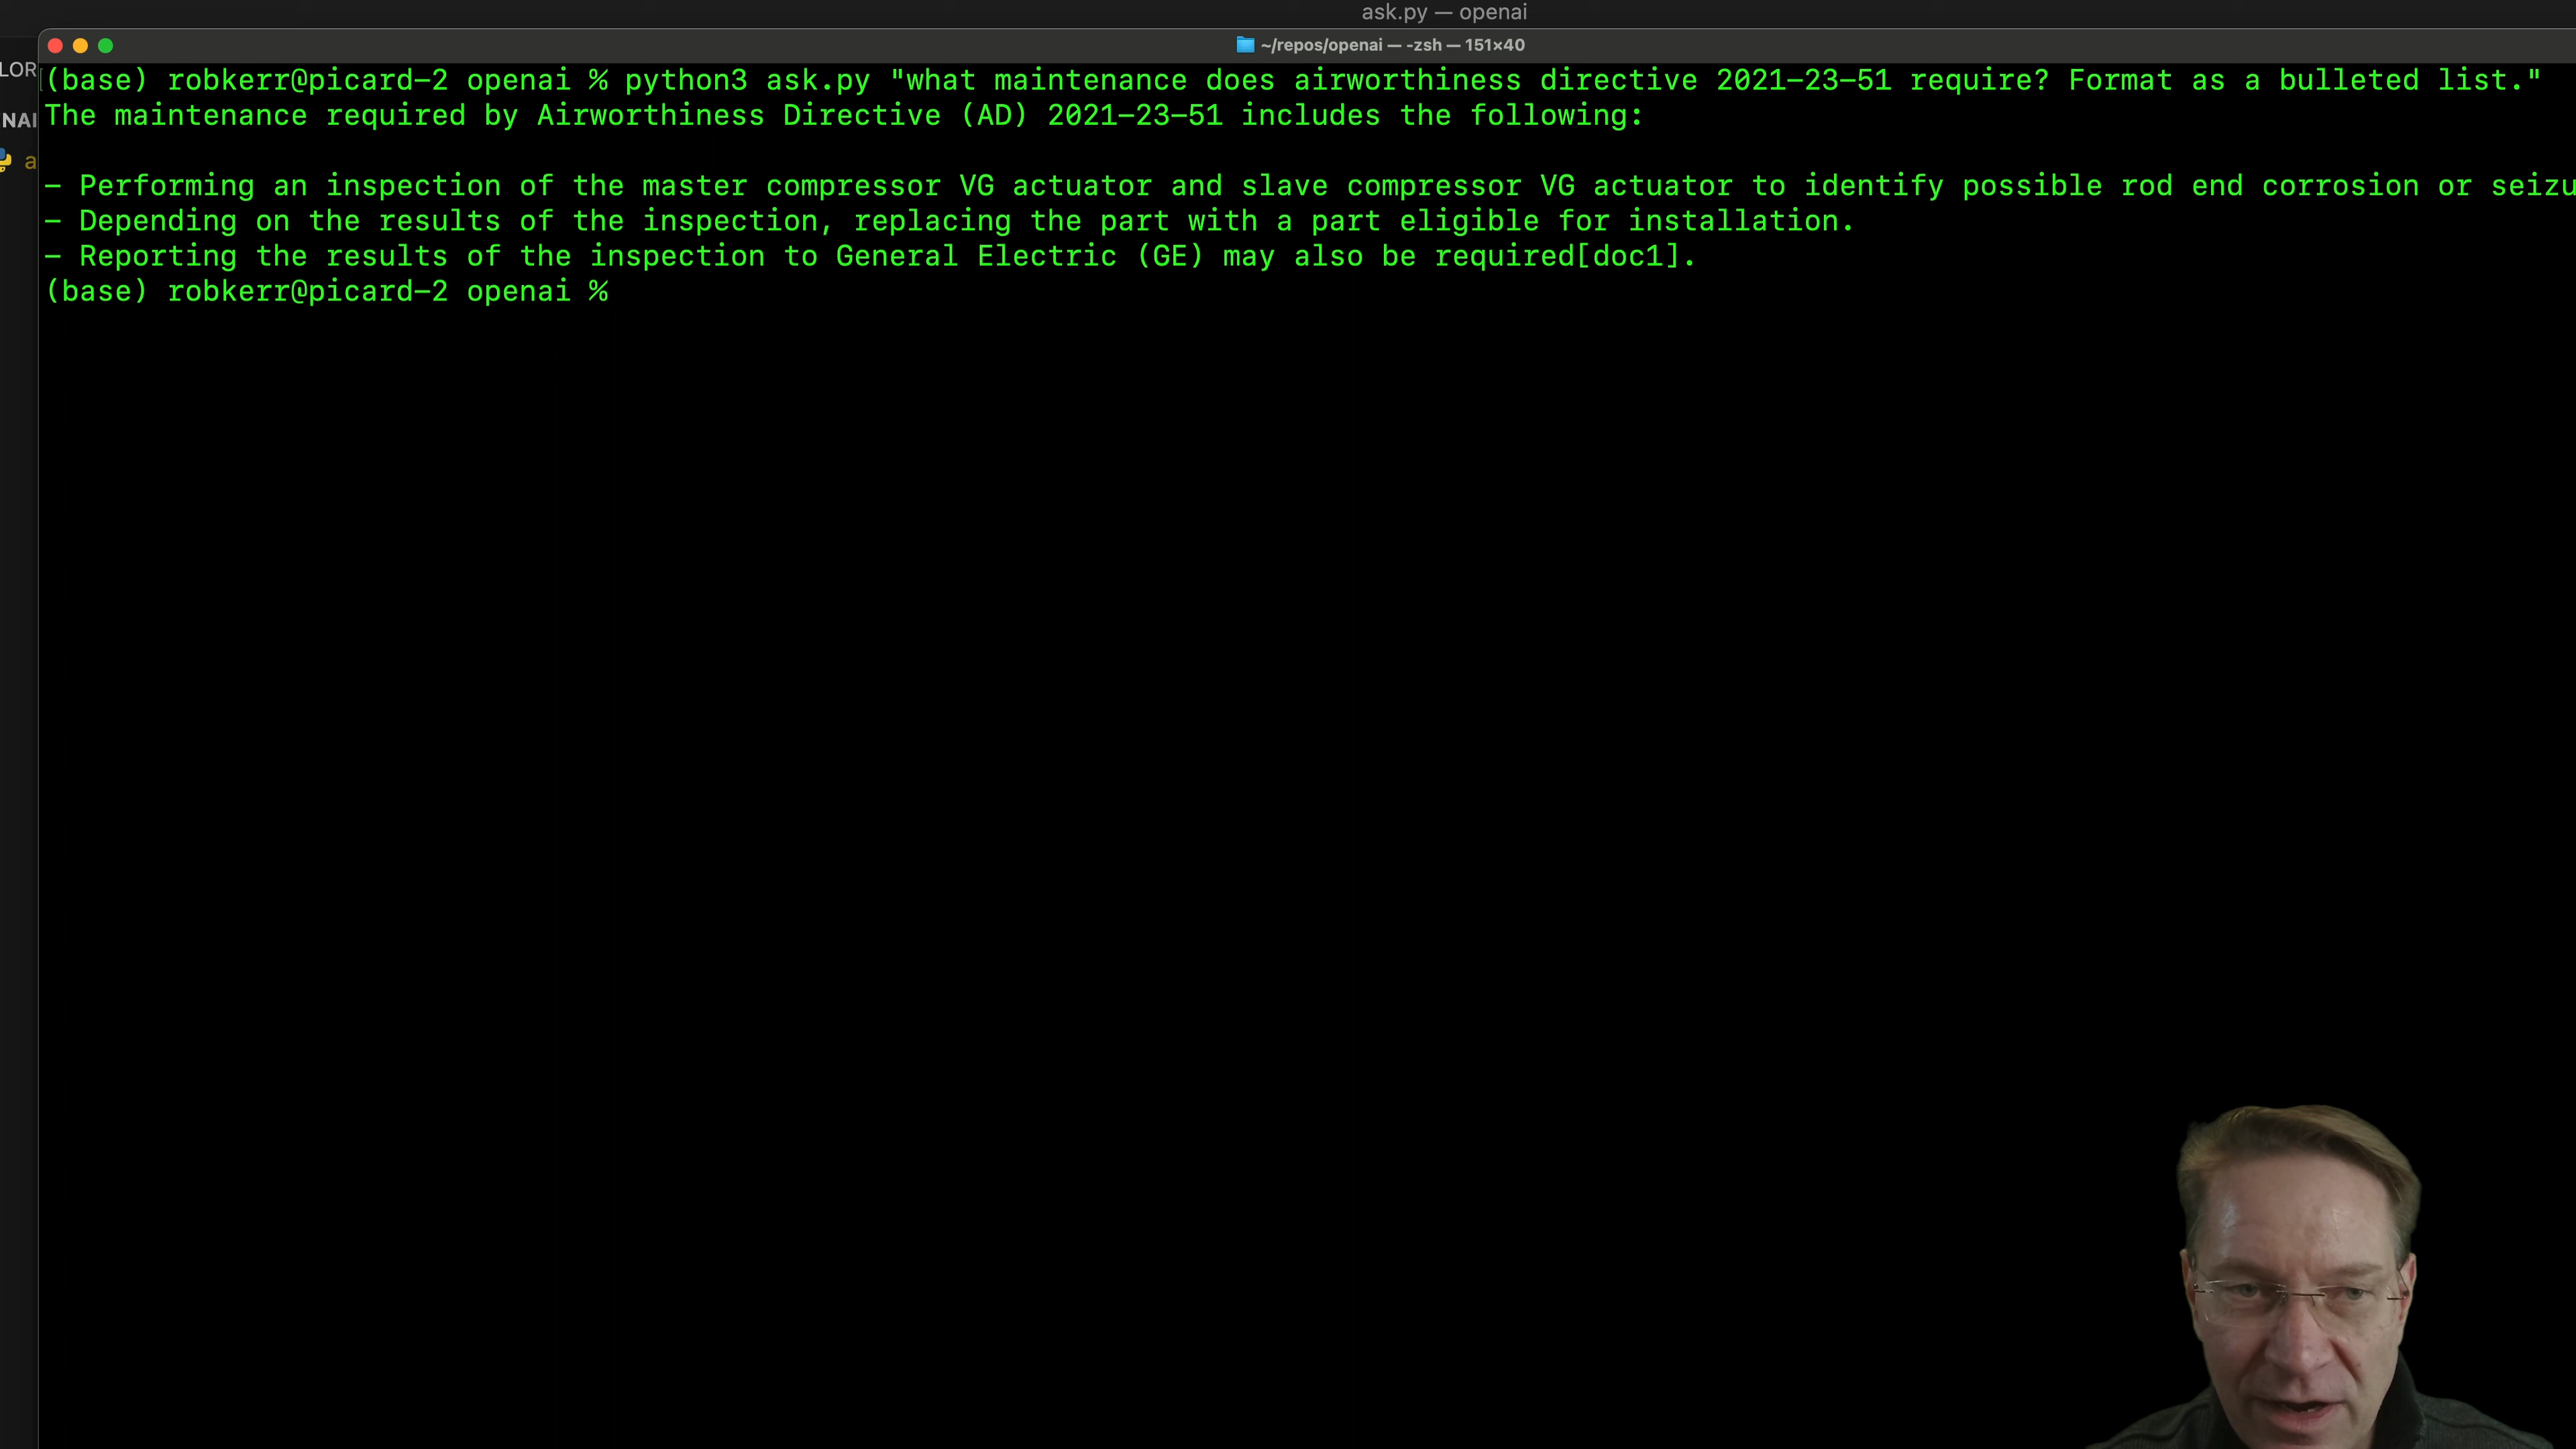 ask.py — openai
~/repos/openai — -zsh — 151×40
LOR
(base) robkerr@picard-2 openai % python3 ask.py "what maintenance does airworthiness directive 2021-23-51 require? Format as a bulleted list."
NAI
The maintenance required by Airworthiness Directive (AD) 2021-23-51 includes the following:
a
- Performing an inspection of the master compressor VG actuator and slave compressor VG actuator to identify possible rod end corrosion or seizu
- Depending on the results of the inspection, replacing the part with a part eligible for installation.
- Reporting the results of the inspection to General Electric (GE) may also be required[doc1].
(base) robkerr@picard-2 openai %